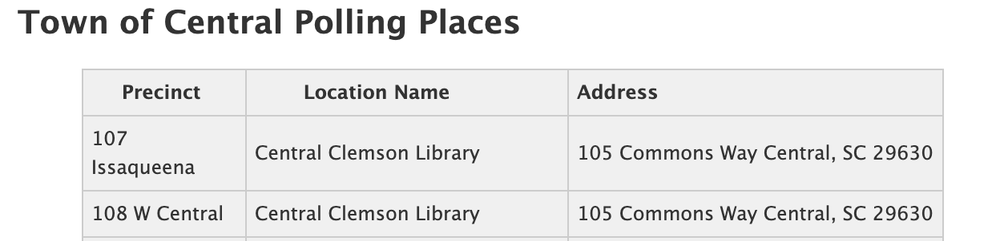 Town of Central Polling Places
Precinct Location Name Address
107
Issaqueena
Central Clemson Library 105 Commons Way Central, SC 29630
108 W Central Central Clemson Library 105 Commons Way Central, SC 29630